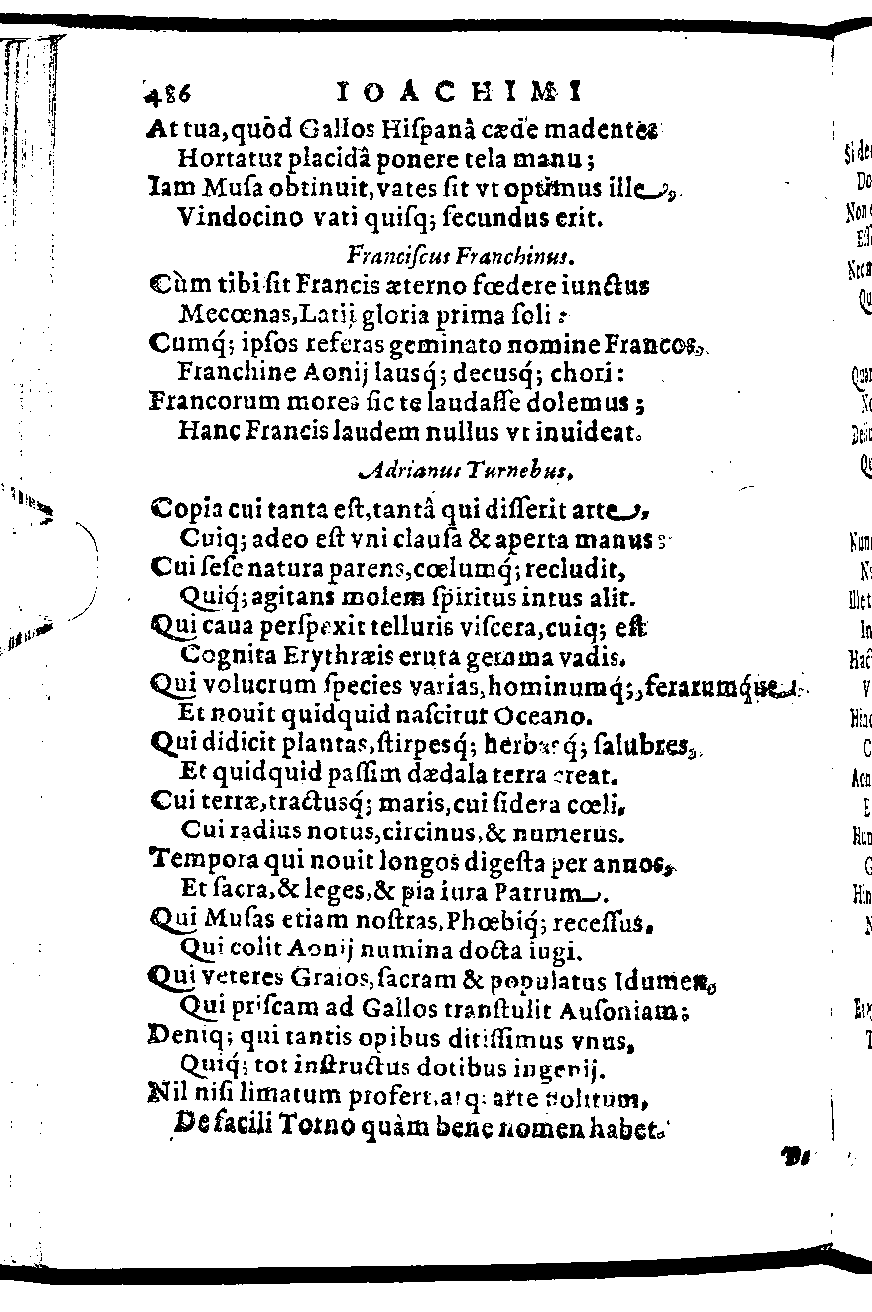 486 IOACHIMI
At tua, quòd Gallos Hiſpanâ cæde madentes
Hortatur placidâ ponere tela manu;
Iam Muſa obtinuit, vates ſit vt optimus ille,
Vindocino vati quiſq; ſecundus erit.
Franciſcus Franchinus.
Cùm tibi ſit Francis æterno fœdere iunctus
Mecœnas, Latij gloria prima ſoli:
Cumq́; ipſos referas geminato nomine Francos,
Franchine Aonij lausq́; decusq́; chori:
Francorum mores ſic te laudaſſe dolemus;
Hanc Francis laudem nullus vt inuideat.
Adrianus Turnebus.
Copia cui tanta eſt, tantâ qui diſſerit arte,
Cuiq; adeo eſt vni clauſa & aperta manus:
Cui ſeſe natura parens, cœlumq́; recludit,
Quiq́; agitans molem ſpiritus intus alit.
Qui caua perſpexit telluris viſcera, cuiq; eſt
Cognita Erythræis eruta gemma vadis.
Qui volucrum ſpecies varias, hominumq́;, ferarumq́ue,
Et nouit quidquid naſcitur Oceano.
Qui didicit plantas, ſtirpesq́; herbasq́; ſalubres,
Et quidquid paſſim dædala terra creat.
Cui terræ, tractusq́; maris, cui ſidera cœli,
Cui radius notus, circinus, & numerus.
Tempora qui nouit longos digeſta per annos,
Et ſacra, & leges, & pia iura Patrum.
Qui Muſas etiam noſtras, Phœbiq́; receſſus,
Qui colit Aonij numina docta iugi.
Qui veteres Graios, ſacram & populatus Idumen,
Qui priſcam ad Gallos tranſtulit Auſoniam;
Deniq; qui tantis opibus ditiſſimus vnus,
Quiq́; tot inſtructus dotibus ingenij.
Nil niſi limatum profert, atq; arte politum,
De facili Torno quàm bene nomen habet.